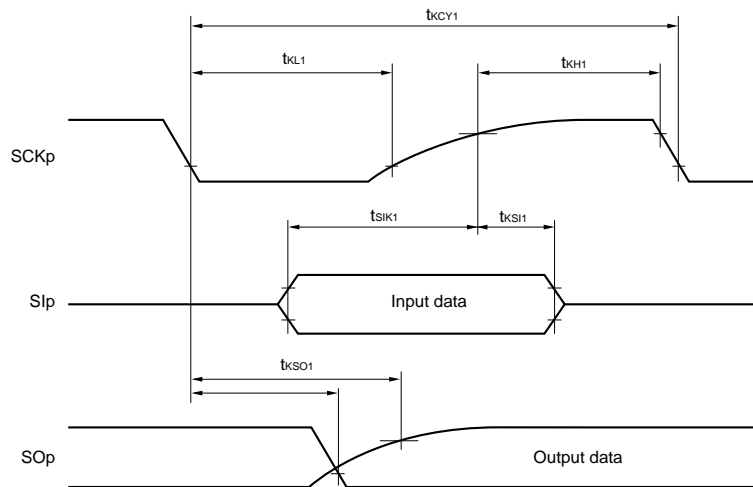 tKCY1
tKL1
tKH1
SCKp
tSIK1
tKSI1
SIp
Input data
tKSO1
SOp
Output data